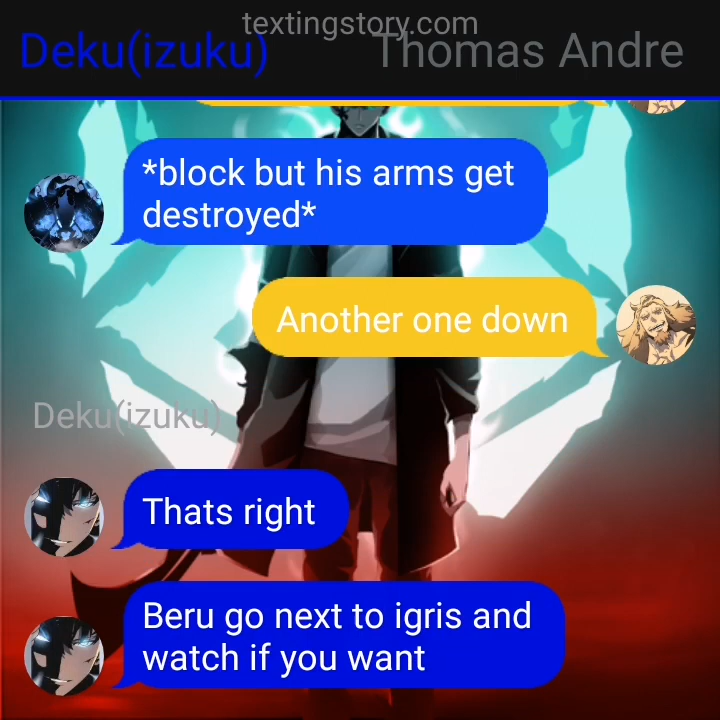 textingstory.com
Deku(izuku)
Thomas Andre
*block but his arms get
destroyed*
Another one down
Deku(izuku)
Thats right
Beru go next to igris and
watch if you want